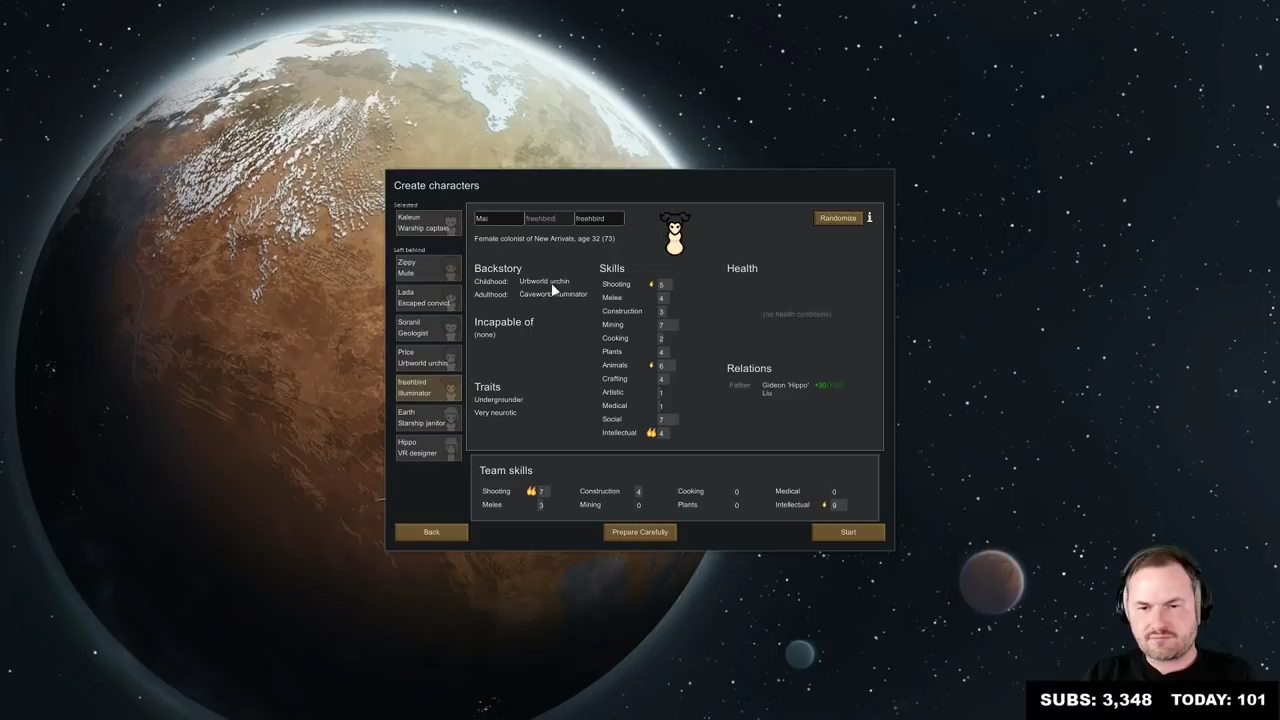 Create characters
Selected
Kaleun
Warship captain
Left behind
Zippy
Mute
Lada
Escaped convict
Soranil
Geologist
Price
Urbworld urchin
freehbird
Illuminator
Earth
Starship janitor
Hippo
VR designer
Mai freehbird freehbird
Randomize
Female colonist of New Arrivals, age 32 (73)
Backstory
Childhood: Urbworld urchin
Adulthood: Caveworld illuminator
Incapable of
(none)
Traits
Undergrounder
Very neurotic
Skills
Shooting 5
Melee 4
Construction 3
Mining 7
Cooking 2
Plants 4
Animals 6
Crafting 4
Artistic 1
Medical 1
Social 7
Intellectual 4
Health
(no health conditions)
Relations
Father Gideon 'Hippo' Liu +30
Team skills
Shooting 7 Construction 4 Cooking 0 Medical 0
Melee 3 Mining 0 Plants 0 Intellectual 9
Back Prepare Carefully Start
SUBS: 3,348 TODAY: 101